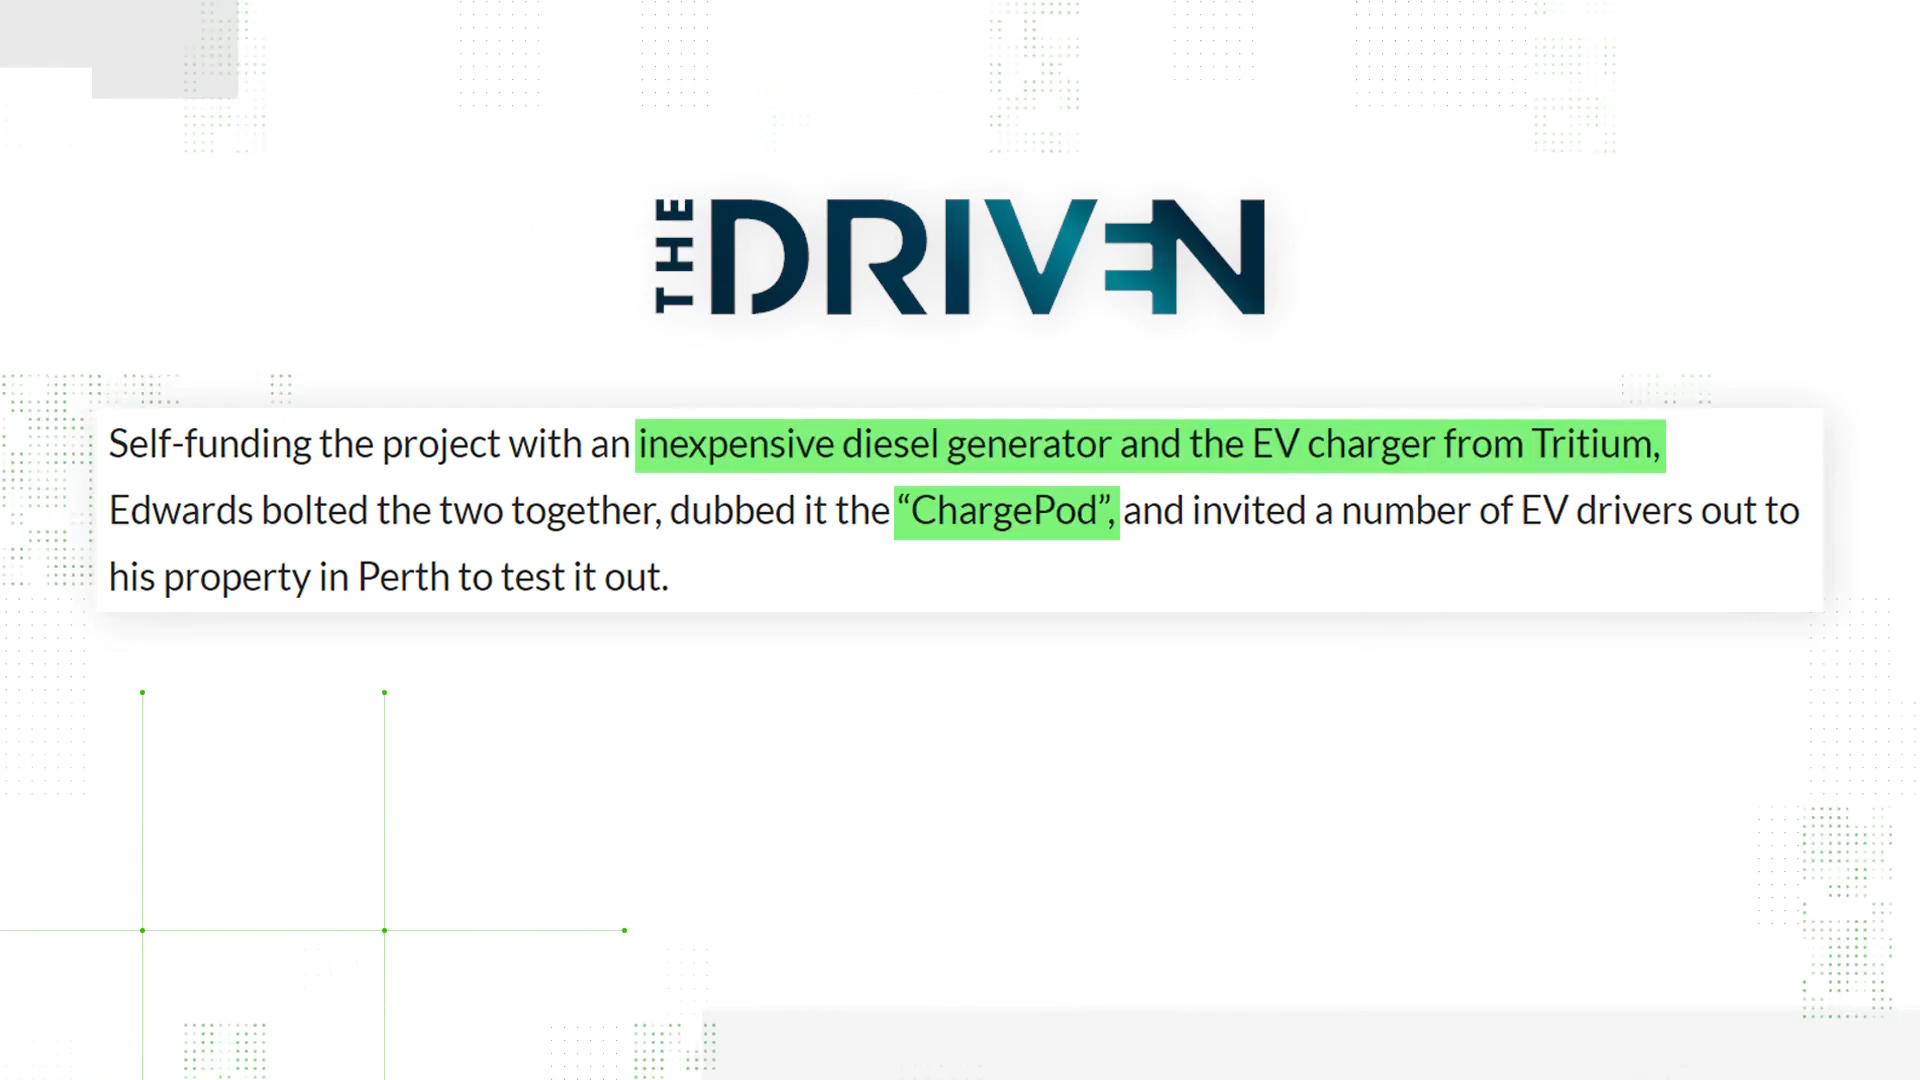 THE DRIVEN
Self-funding the project with an inexpensive diesel generator and the EV charger from Tritium,
Edwards bolted the two together, dubbed it the “ChargePod”, and invited a number of EV drivers out to
his property in Perth to test it out.